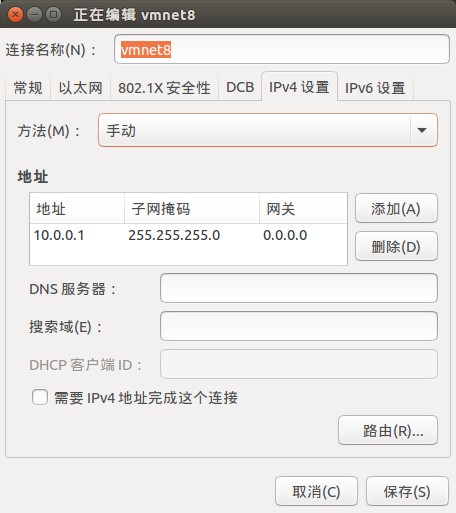 正在编辑 vmnet8
连接名称(N)： vmnet8
常规 以太网 802.1X 安全性 DCB IPv4 设置 IPv6 设置
方法(M)： 手动
地址
地址 子网掩码 网关 添加(A)
10.0.0.1 255.255.255.0 0.0.0.0
删除(D)
DNS 服务器：
搜索域(E)：
DHCP 客户端 ID：
需要 IPv4 地址完成这个连接
路由(R)...
取消(C) 保存(S)